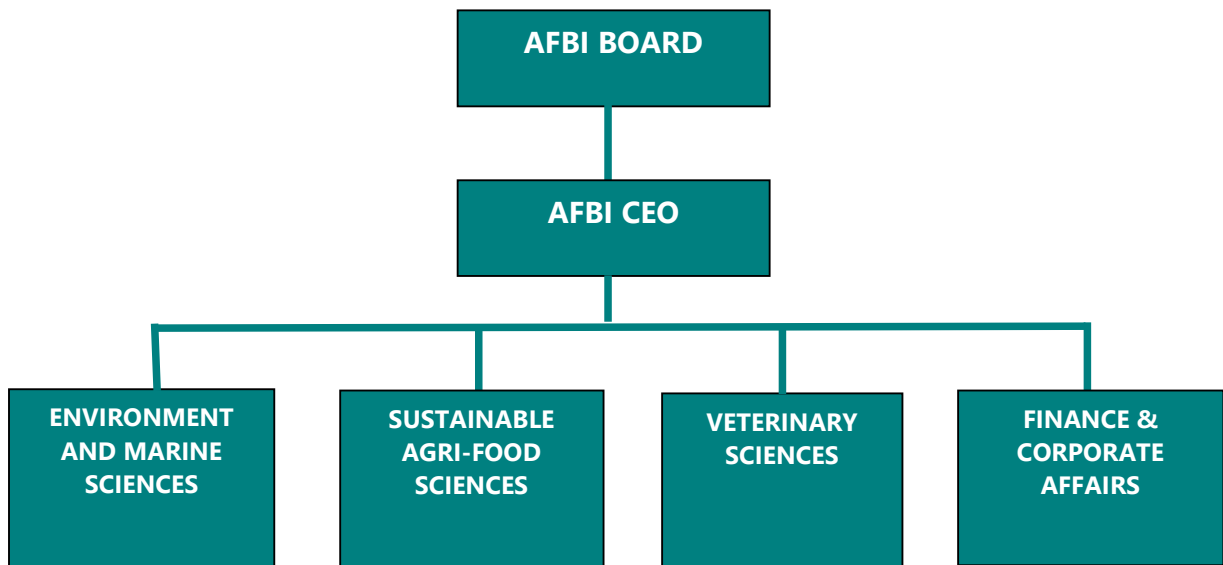 AFBI BOARD
AFBI CEO
ENVIRONMENT
AND MARINE
SCIENCES
SUSTAINABLE
AGRI-FOOD
SCIENCES
VETERINARY
SCIENCES
FINANCE &
CORPORATE
AFFAIRS